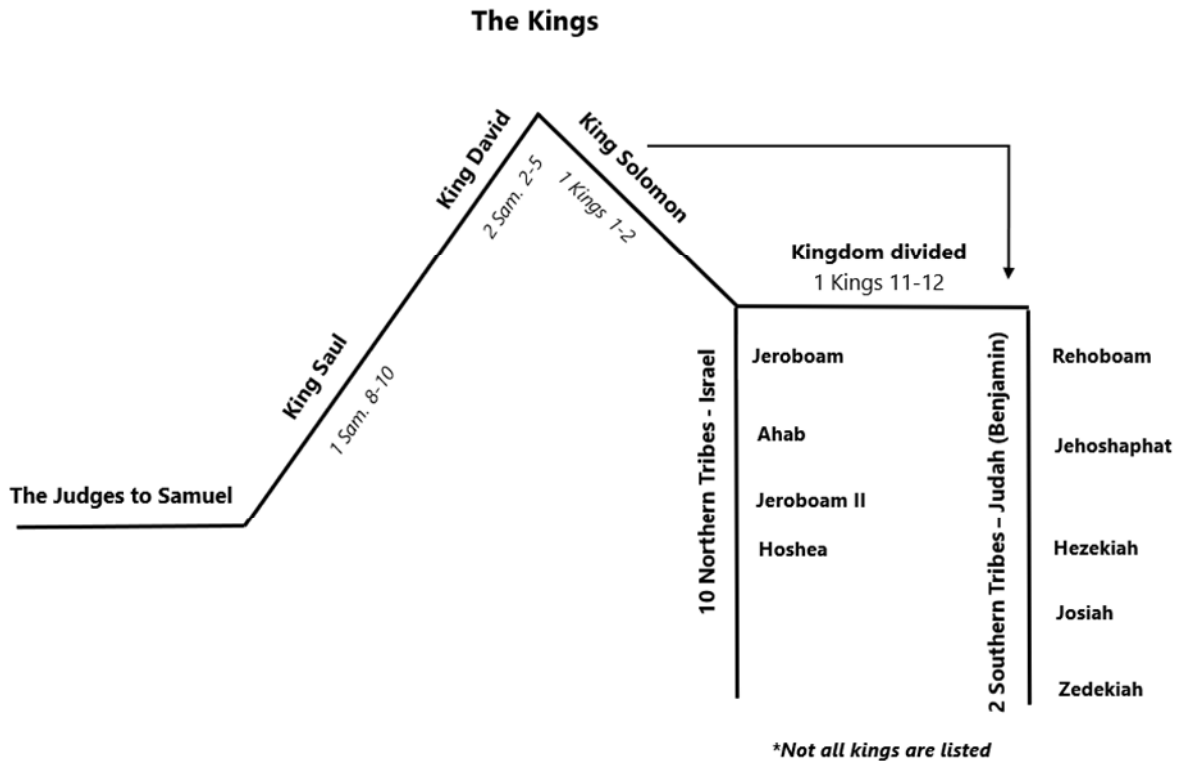 The Kings
King David
King Solomon
2 Sam. 2-5
1 Kings 1-2
Kingdom divided
1 Kings 11-12
King Saul
1 Sam. 8-10
The Judges to Samuel
10 Northern Tribes - Israel
Jeroboam
Ahab
Jeroboam II
Hoshea
2 Southern Tribes – Judah (Benjamin)
Rehoboam
Jehoshaphat
Hezekiah
Josiah
Zedekiah
*Not all kings are listed